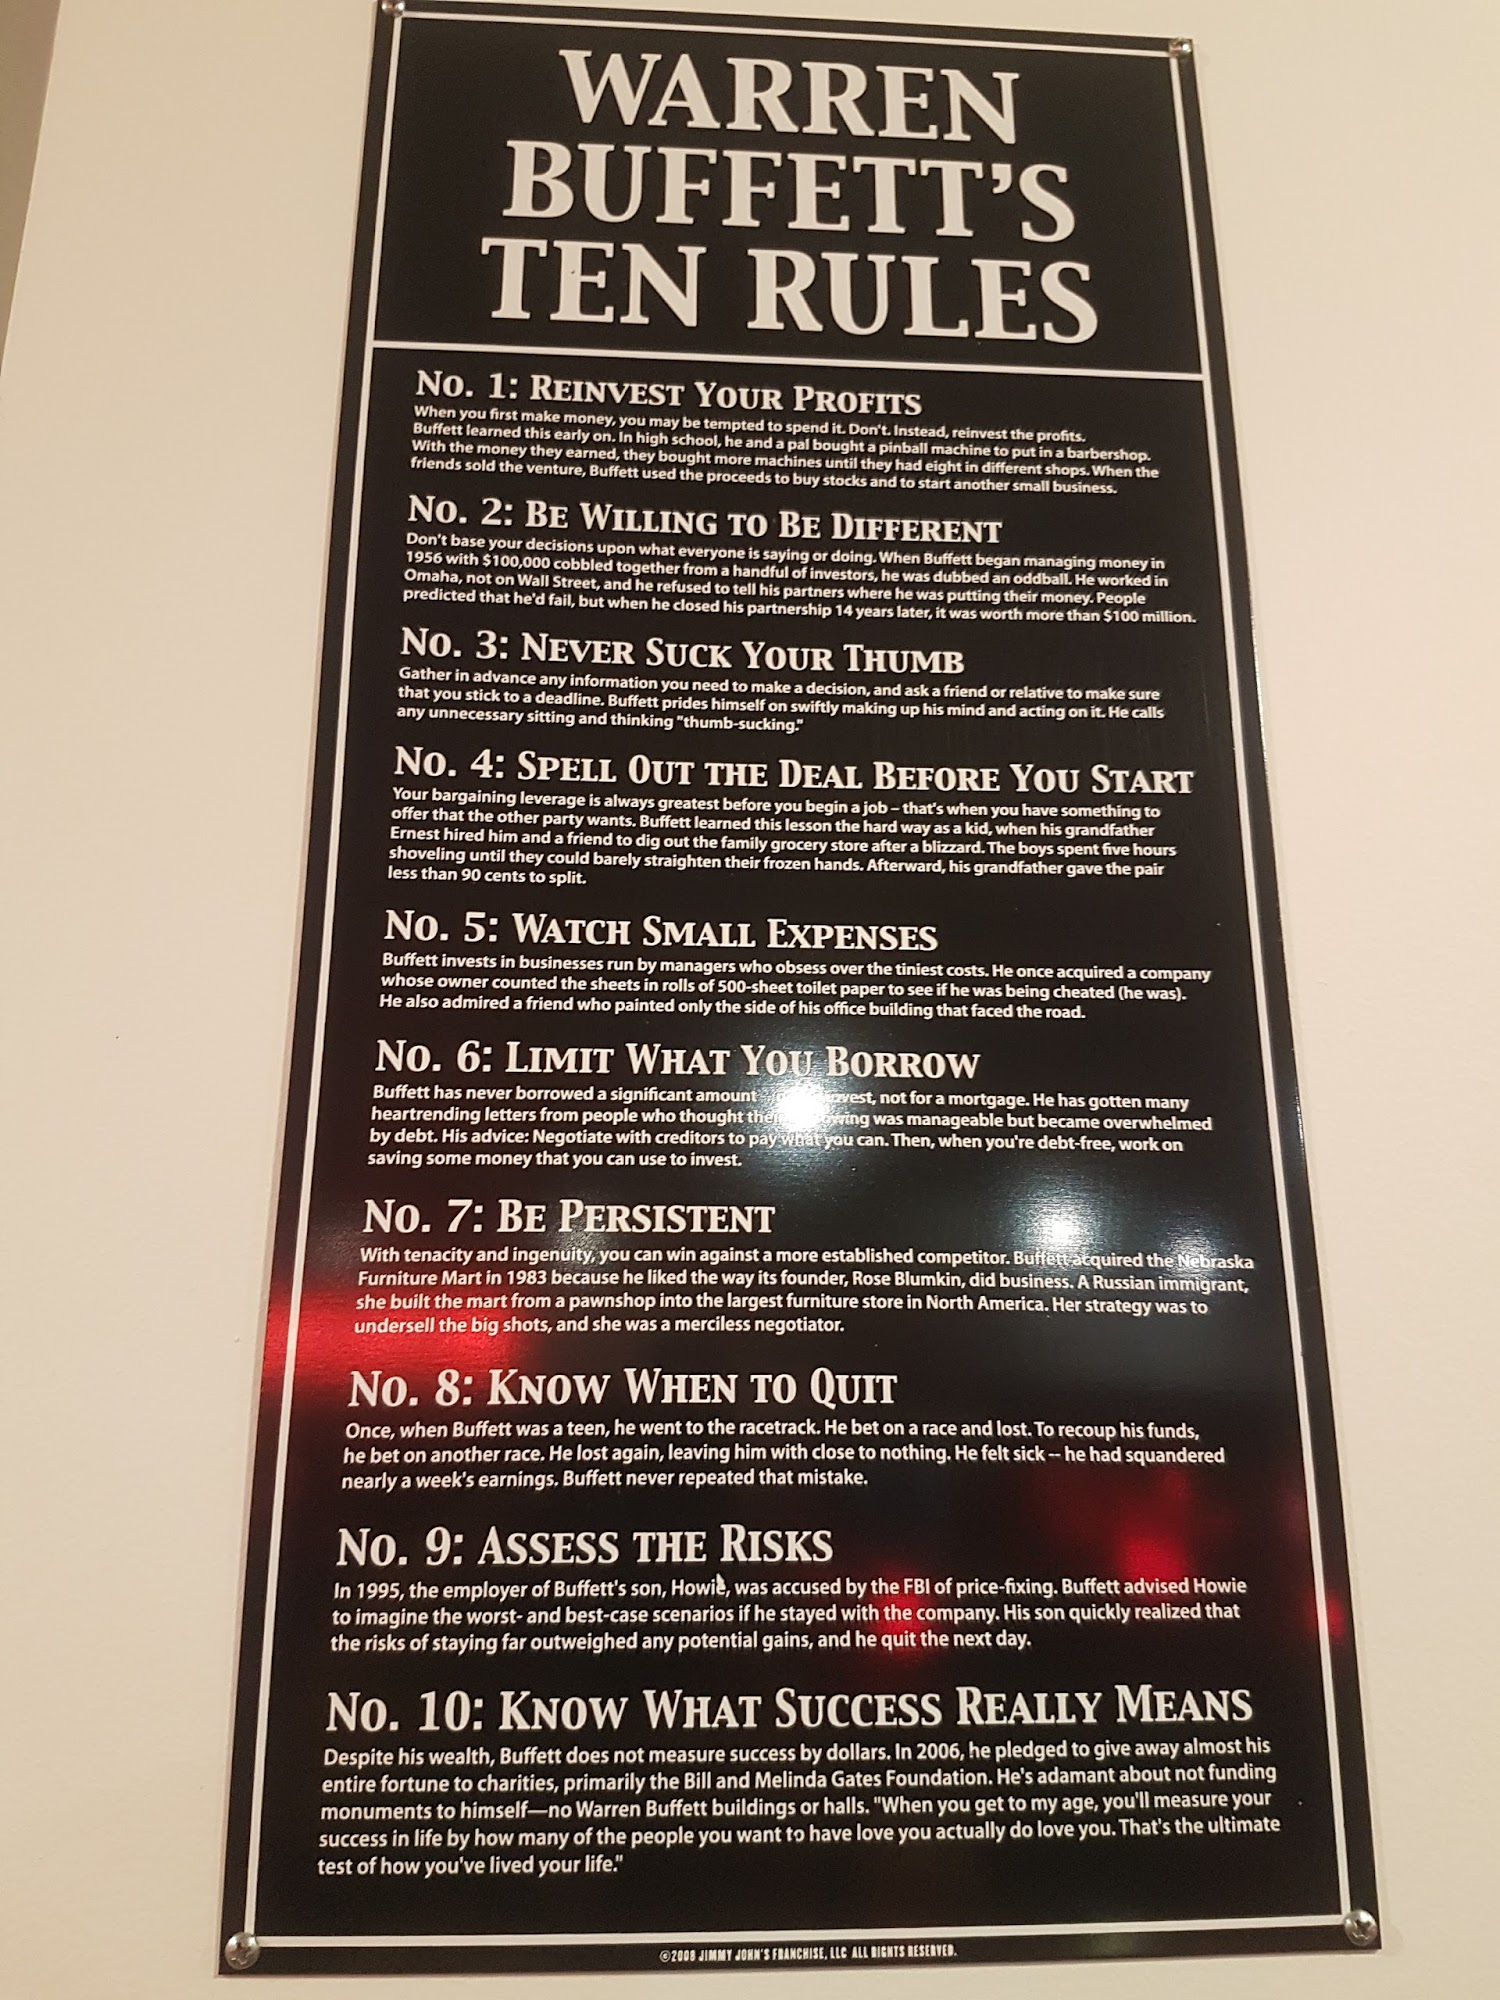 WARREN
BUFFETT'S
TEN RULES
No. 1: REINVEST YOUR PROFITS
When you first make money, you may be tempted to spend it. Don't. Instead, reinvest the profits.
Buffett learned this early on. In high school, he and a pal bought a pinball machine to put in a barbershop.
With the money they earned, they bought more machines until they had eight in different shops. When the
friends sold the venture, Buffett used the proceeds to buy stocks and to start another small business.
No. 2: BE WILLING TO BE DIFFERENT
Don't base your decisions upon what everyone is saying or doing. When Buffett began managing money in
1956 with $100,000 cobbled together from a handful of investors, he was dubbed an oddball. He worked in
Omaha, not on Wall Street, and he refused to tell his partners where he was putting their money. People
predicted that he'd fail, but when he closed his partnership 14 years later, it was worth more than $100 million.
No. 3: NEVER SUCK YOUR THUMB
Gather in advance any information you need to make a decision, and ask a friend or relative to make sure
that you stick to a deadline. Buffett prides himself on swiftly making up his mind and acting on it. He calls
any unnecessary sitting and thinking "thumb-sucking."
No. 4: SPELL OUT THE DEAL BEFORE YOU START
Your bargaining leverage is always greatest before you begin a job – that's when you have something to
offer that the other party wants. Buffett learned this lesson the hard way as a kid, when his grandfather
Ernest hired him and a friend to dig out the family grocery store after a blizzard. The boys spent five hours
shoveling until they could barely straighten their frozen hands. Afterward, his grandfather gave the pair
less than 90 cents to split.
No. 5: WATCH SMALL EXPENSES
Buffett invests in businesses run by managers who obsess over the tiniest costs. He once acquired a company
whose owner counted the sheets in rolls of 500-sheet toilet paper to see if he was being cheated (he was).
He also admired a friend who painted only the side of his office building that faced the road.
No. 6: LIMIT WHAT YOU BORROW
Buffett has never borrowed a significant amount not for a mortgage. He has gotten many
heartrending letters from people who thought was manageable but became overwhelmed
by debt. His advice: Negotiate with creditors to pay what you can. Then, when you're debt-free, work on
saving some money that you can use to invest.
No. 7: BE PERSISTENT
With tenacity and ingenuity, you can win against a more established competitor. Buffett acquired the Nebraska
Furniture Mart in 1983 because he liked the way its founder, Rose Blumkin, did business. A Russian immigrant,
she built the mart from a pawnshop into the largest furniture store in North America. Her strategy was to
undersell the big shots, and she was a merciless negotiator.
No. 8: KNOW WHEN TO QUIT
Once, when Buffett was a teen, he went to the racetrack. He bet on a race and lost. To recoup his funds,
he bet on another race. He lost again, leaving him with close to nothing. He felt sick -- he had squandered
nearly a week's earnings. Buffett never repeated that mistake.
No. 9: ASSESS THE RISKS
In 1995, the employer of Buffett's son, Howie, was accused by the FBI of price-fixing. Buffett advised Howie
to imagine the worst- and best-case scenarios if he stayed with the company. His son quickly realized that
the risks of staying far outweighed any potential gains, and he quit the next day.
No. 10: KNOW WHAT SUCCESS REALLY MEANS
Despite his wealth, Buffett does not measure success by dollars. In 2006, he pledged to give away almost his
entire fortune to charities, primarily the Bill and Melinda Gates Foundation. He's adamant about not funding
monuments to himself—no Warren Buffett buildings or halls. "When you get to my age, you'll measure your
success in life by how many of the people you want to have love you actually do love you. That's the ultimate
test of how you've lived your life."
©2008 JIMMY JOHN'S FRANCHISE, LLC ALL RIGHTS RESERVED.